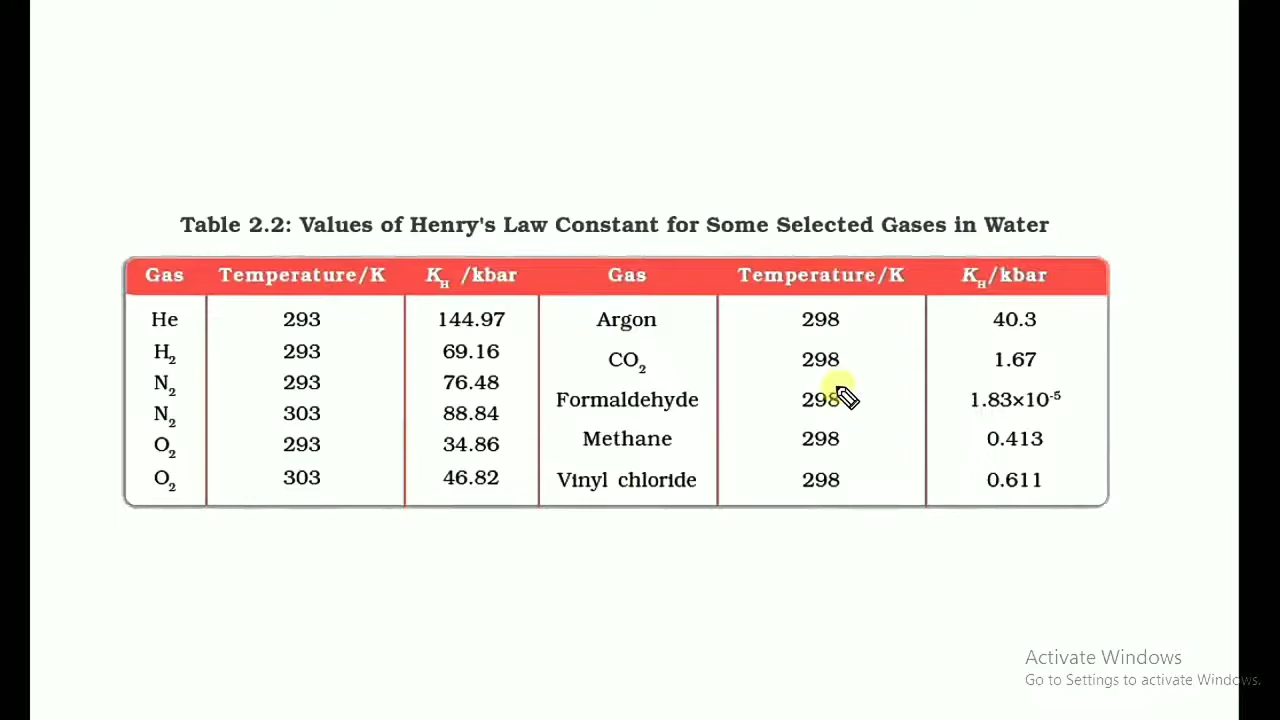 Table 2.2: Values of Henry's Law Constant for Some Selected Gases in Water
Gas Temperature/K K_H /kbar Gas Temperature/K K_H/kbar
He 293 144.97 Argon 298 40.3
H₂ 293 69.16 CO₂ 298 1.67
N₂ 293 76.48 Formaldehyde 298 1.83×10⁻⁵
N₂ 303 88.84 Methane 298 0.413
O₂ 293 34.86 Vinyl chloride 298 0.611
O₂ 303 46.82
Activate Windows
Go to Settings to activate Windows.